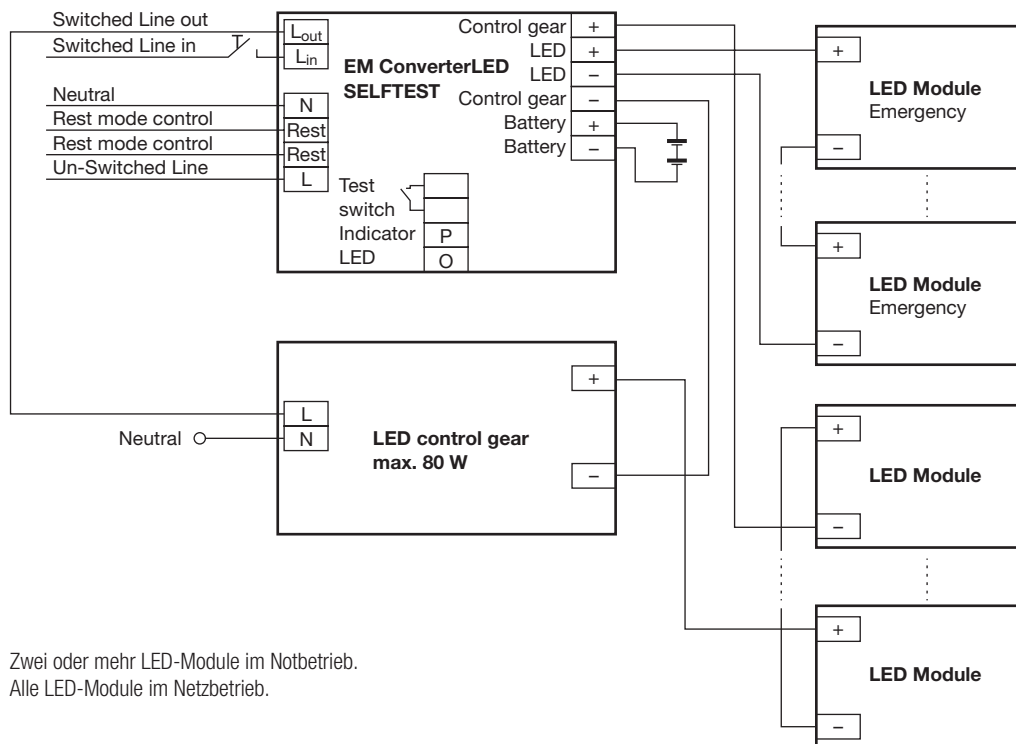 Switched Line out
Switched Line in
Neutral
Rest mode control
Rest mode control
Un-Switched Line
Lout
Lin
N
Rest
Rest
L
EM ConverterLED
SELFTEST
Test
switch
Indicator
LED
P
O
Control gear +
LED +
LED –
Control gear –
Battery +
Battery –
+
LED Module
Emergency
–
+
LED Module
Emergency
–
Neutral
L
N
LED control gear
max. 80 W
+
–
+
LED Module
–
+
LED Module
–
Zwei oder mehr LED-Module im Notbetrieb.
Alle LED-Module im Netzbetrieb.